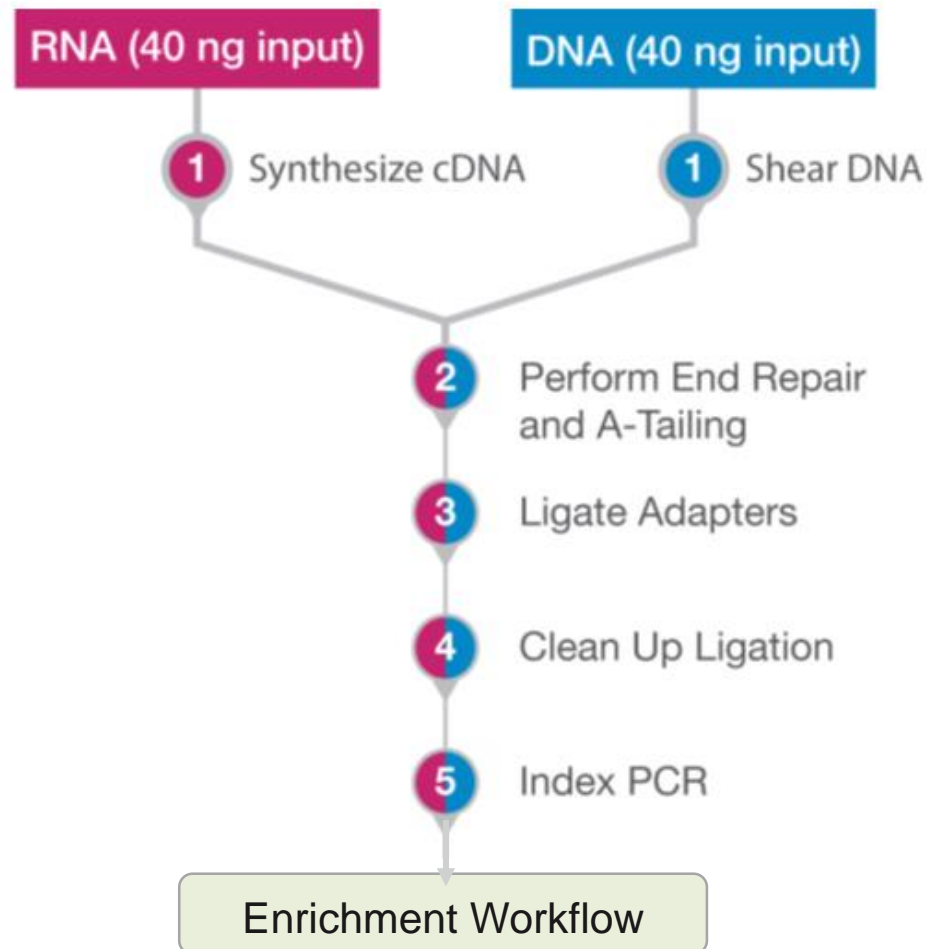 RNA (40 ng input)
DNA (40 ng input)
1 Synthesize cDNA
1 Shear DNA
2 Perform End Repair
and A-Tailing
3 Ligate Adapters
4 Clean Up Ligation
5 Index PCR
Enrichment Workflow